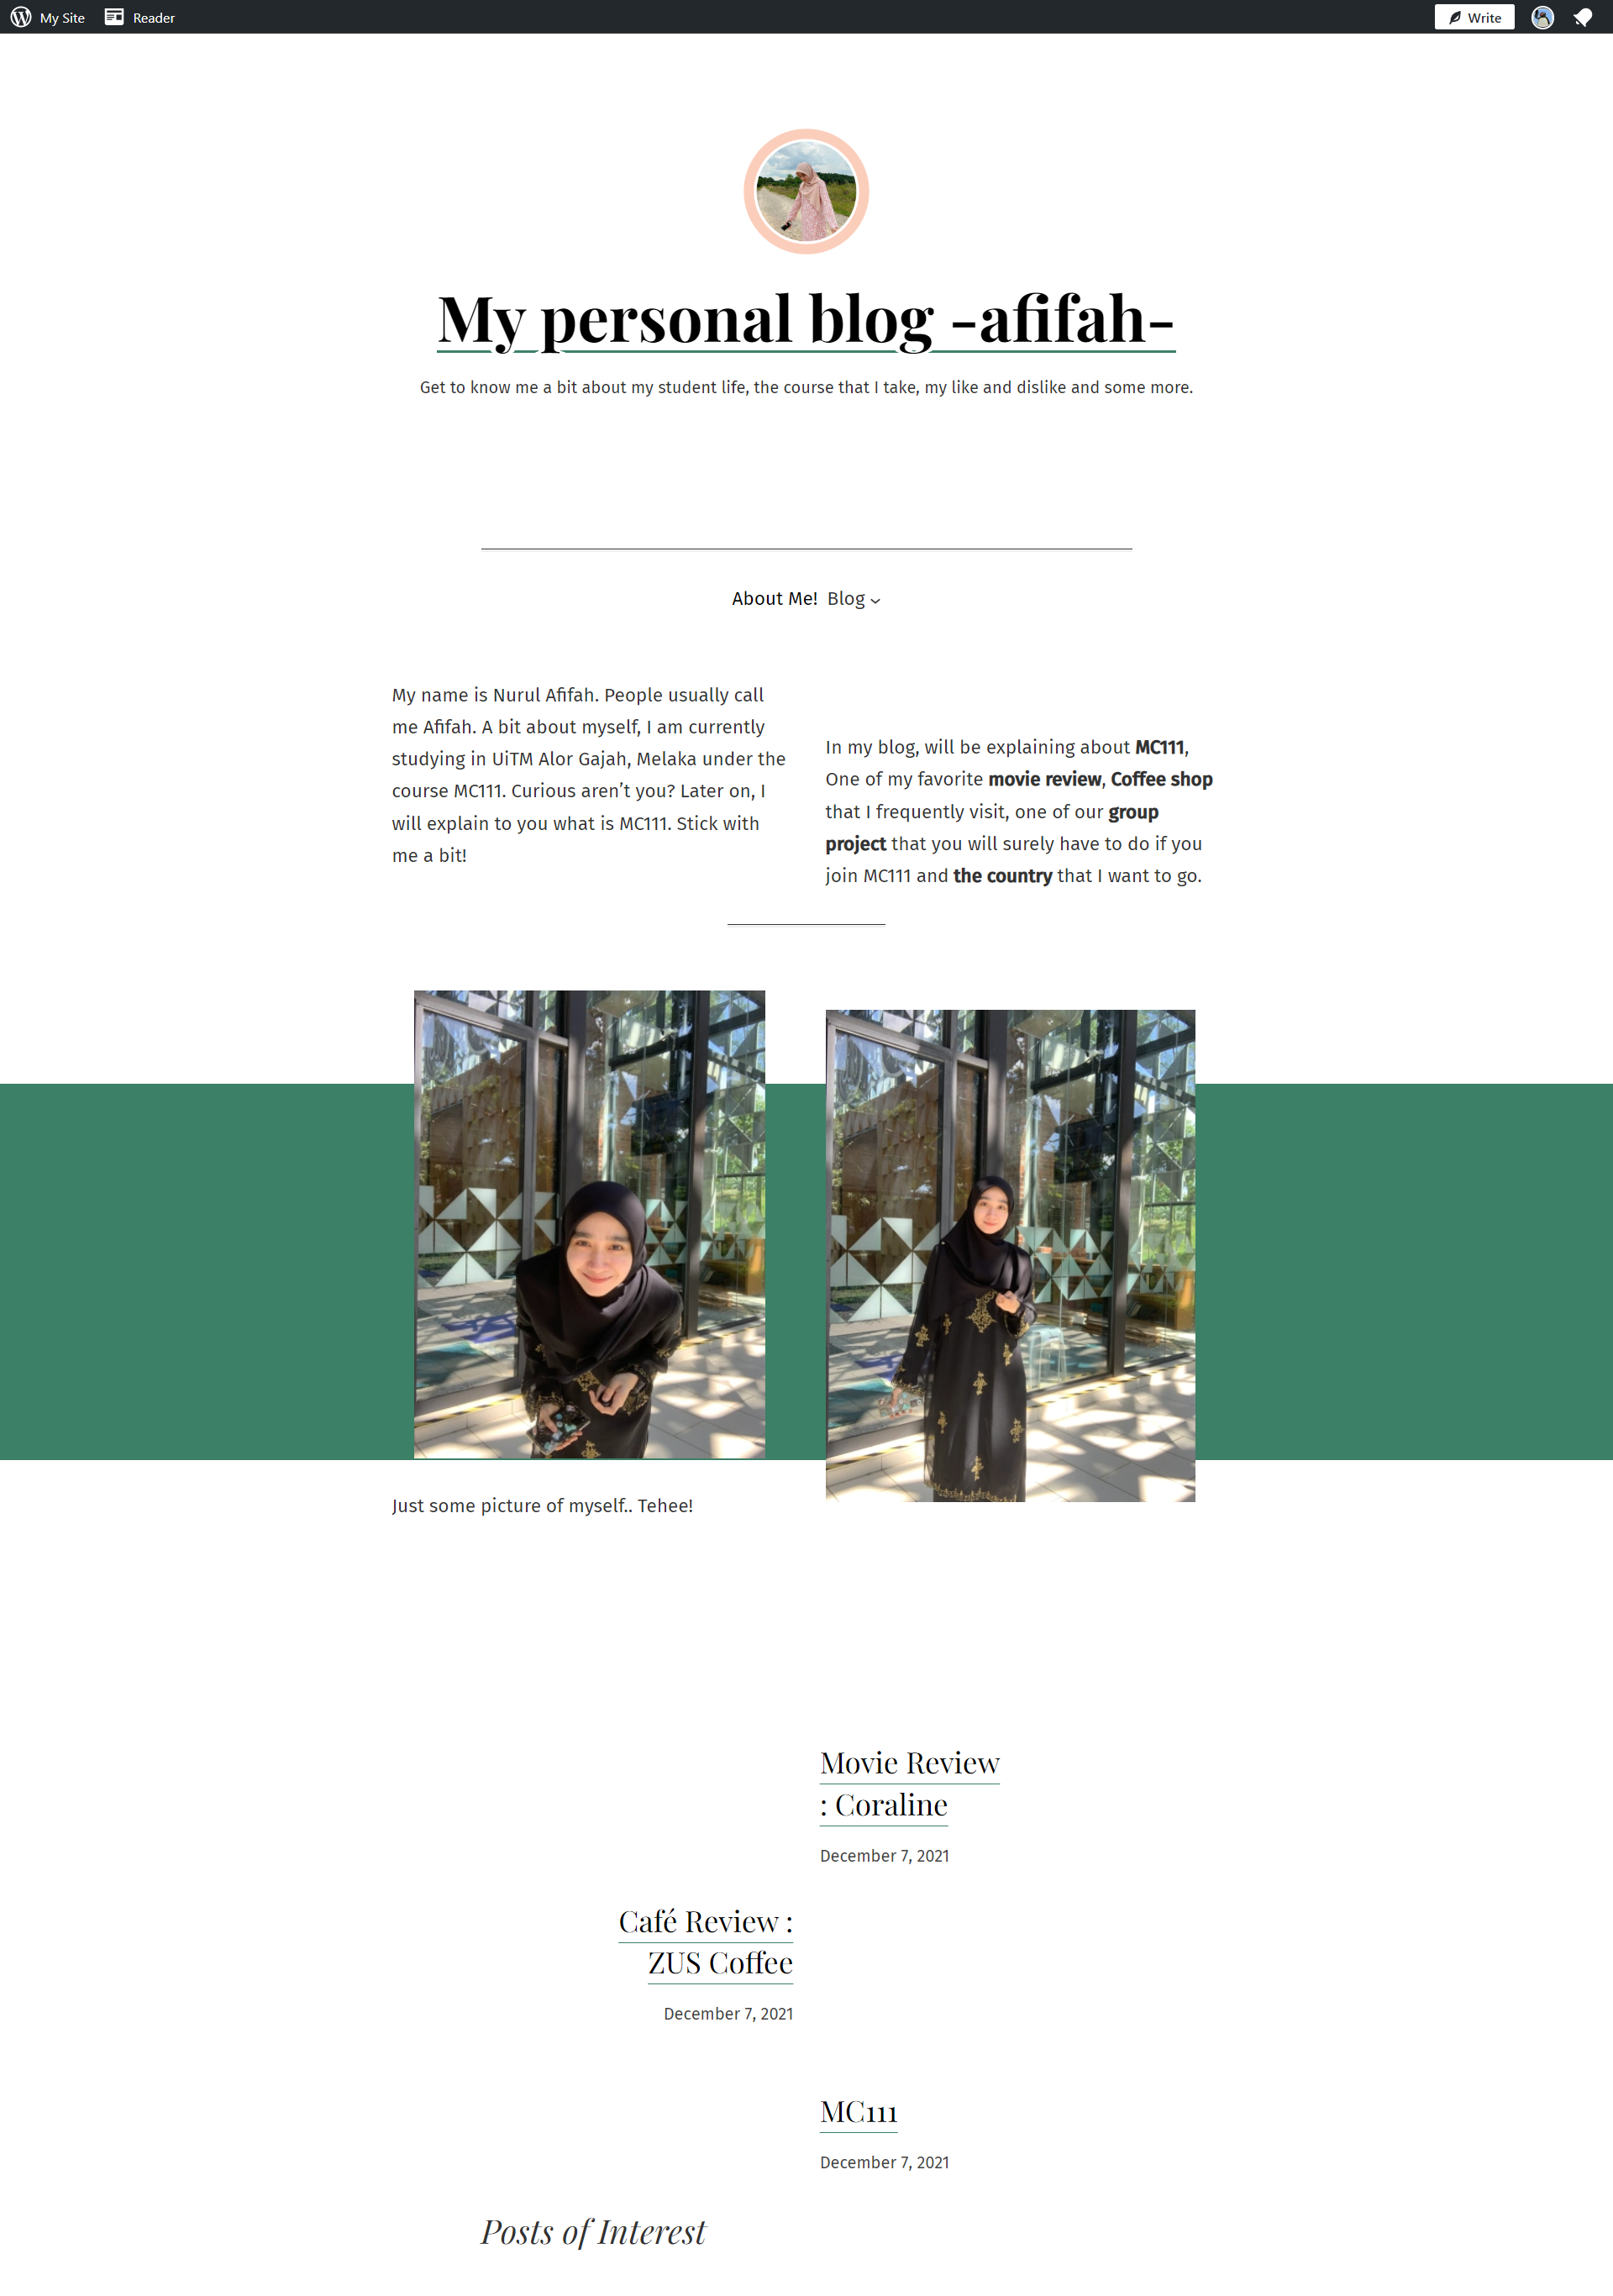 My Site
Reader
Write
My personal blog -afifah-
Get to know me a bit about my student life, the course that I take, my like and dislike and some more.
About Me!
Blog
My name is Nurul Afifah. People usually call
me Afifah. A bit about myself, I am currently
studying in UiTM Alor Gajah, Melaka under the
course MC111. Curious aren’t you? Later on, I
will explain to you what is MC111. Stick with
me a bit!
In my blog, will be explaining about MC111,
One of my favorite movie review, Coffee shop
that I frequently visit, one of our group
project that you will surely have to do if you
join MC111 and the country that I want to go.
Just some picture of myself.. Tehee!
Movie Review
: Coraline
December 7, 2021
Café Review :
ZUS Coffee
December 7, 2021
MC111
December 7, 2021
Posts of Interest